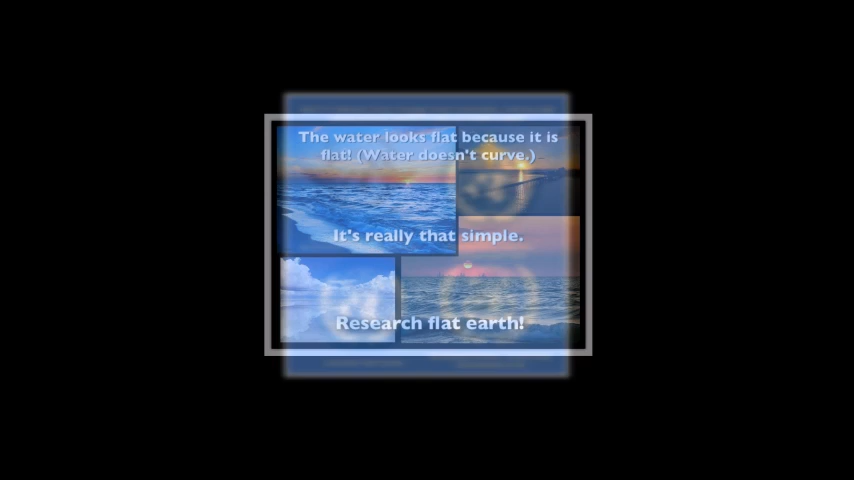 The water looks flat because it is
flat! (Water doesn't curve.)
It's really that simple.
Research flat earth!